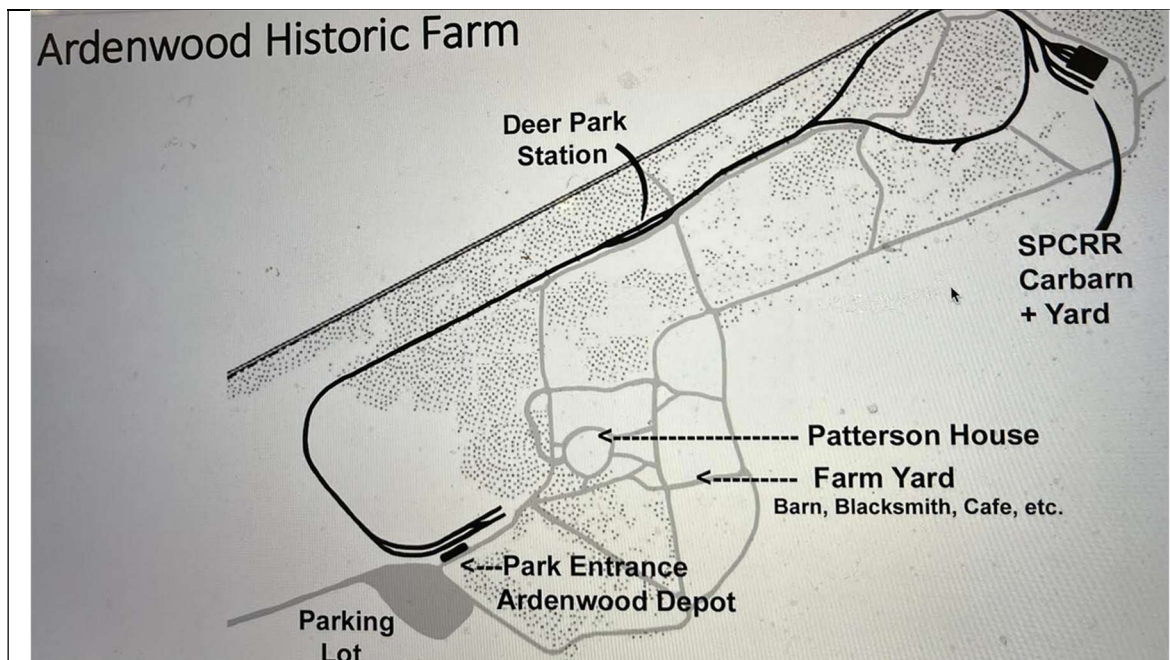 Ardenwood Historic Farm
Deer Park
Station
SPCRR
Carbarn
+ Yard
<--------------------- Patterson House
<---------- Farm Yard
Barn, Blacksmith, Cafe, etc.
<---Park Entrance
Ardenwood Depot
Parking
Lot